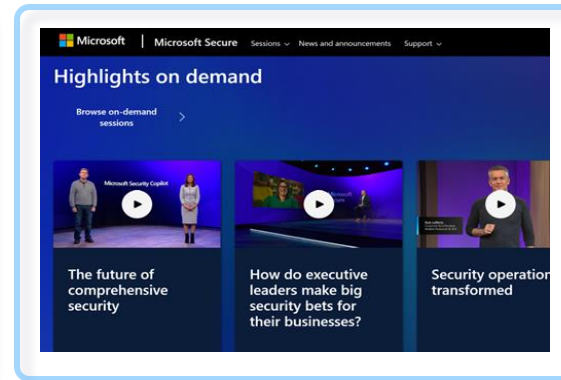 Microsoft | Microsoft Secure Sessions News and announcements Support
Highlights on demand
Browse on-demand
sessions
Microsoft Security Copilot
The future of
comprehensive
security
How do executive
leaders make big
security bets for
their businesses?
Security operation
transformed